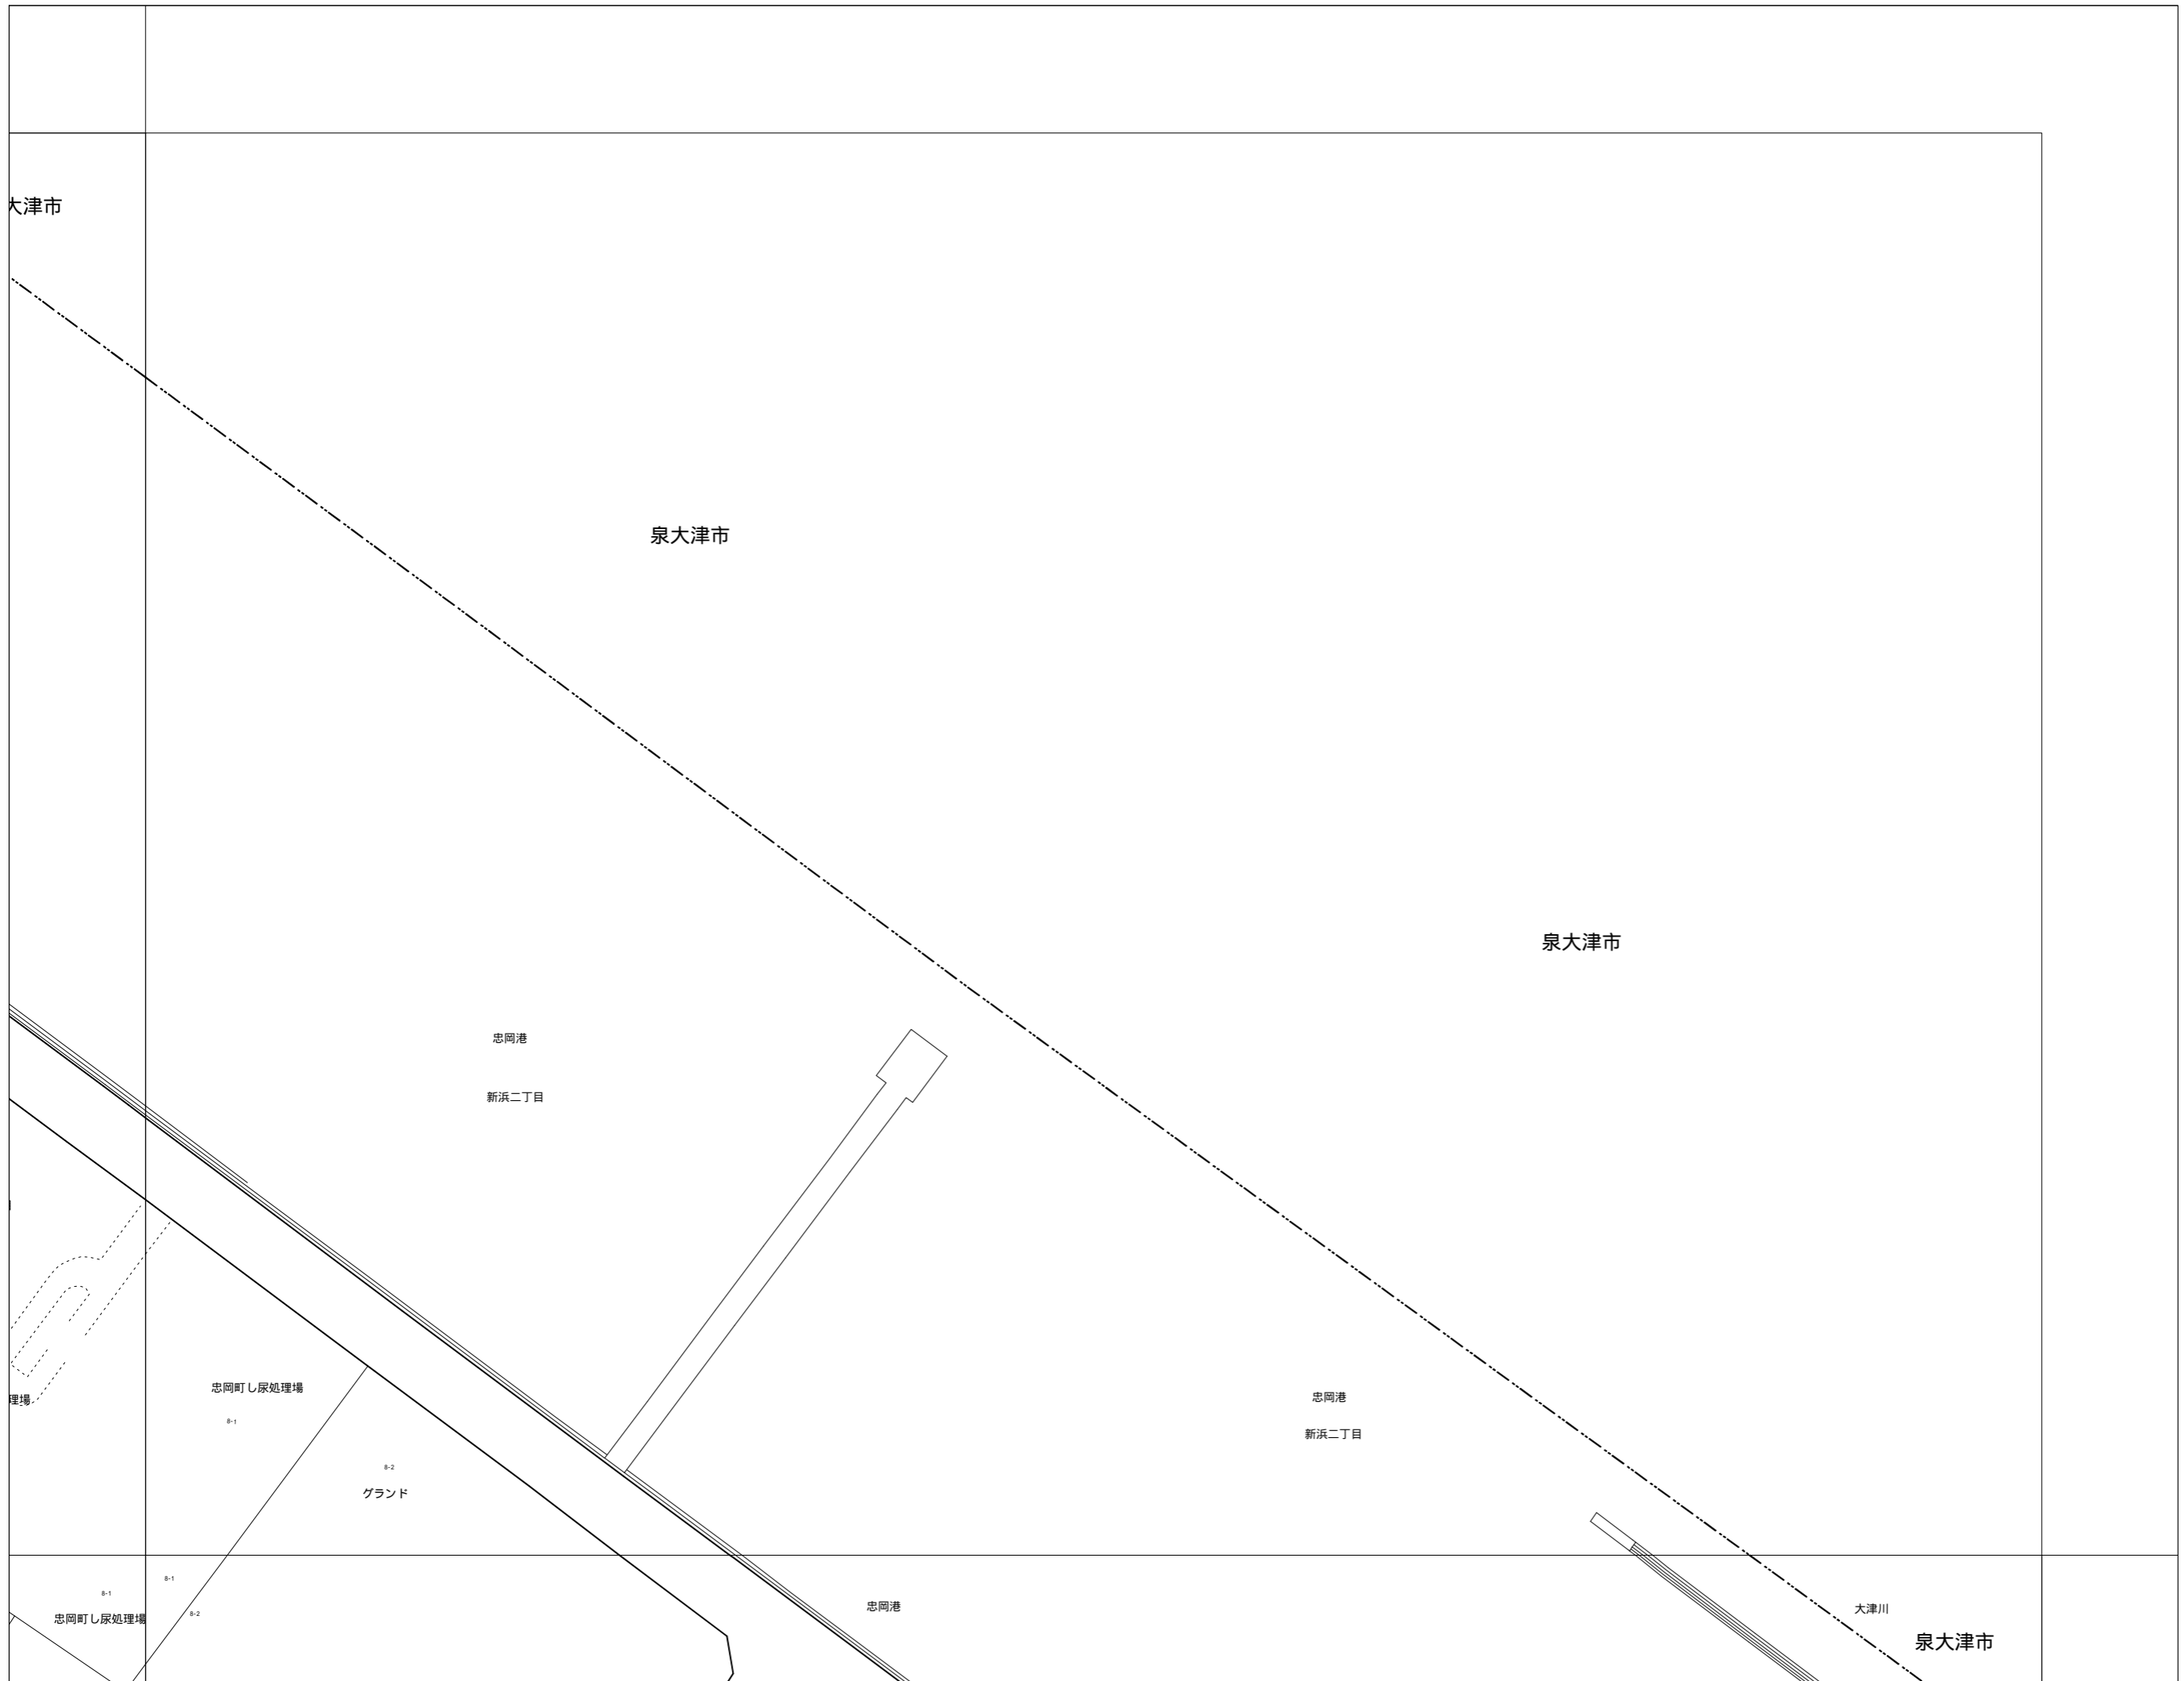 大津市
泉大津市
泉大津市
忠岡港
新浜二丁目
忠岡町し尿処理場
8-1
理場
8-2
グランド
忠岡港
新浜二丁目
8-1
8-1
忠岡町し尿処理場
8-2
忠岡港
大津川
泉大津市